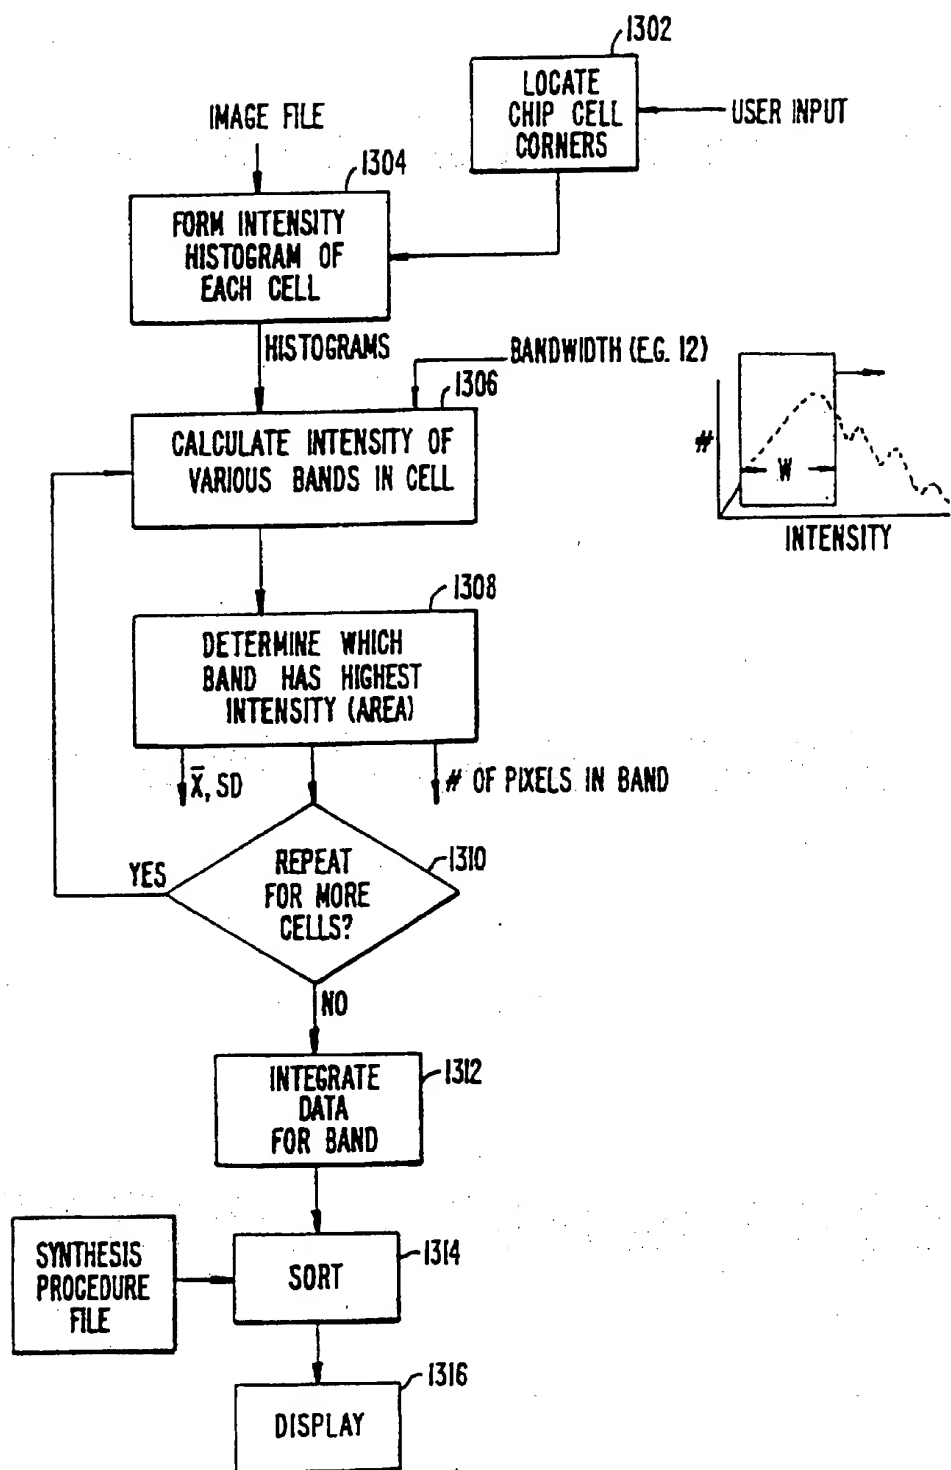 1302
LOCATE
CHIP CELL
CORNERS
USER INPUT
IMAGE FILE
1304
FORM INTENSITY
HISTOGRAM OF
EACH CELL
HISTOGRAMS
BANDWIDTH (E.G. 12)
1306
CALCULATE INTENSITY OF
VARIOUS BANDS IN CELL
#
W
INTENSITY
1308
DETERMINE WHICH
BAND HAS HIGHEST
INTENSITY (AREA)
X̄, SD
# OF PIXELS IN BAND
1310
REPEAT
FOR MORE
CELLS?
YES
NO
1312
INTEGRATE
DATA
FOR BAND
SYNTHESIS
PROCEDURE
FILE
1314
SORT
1316
DISPLAY